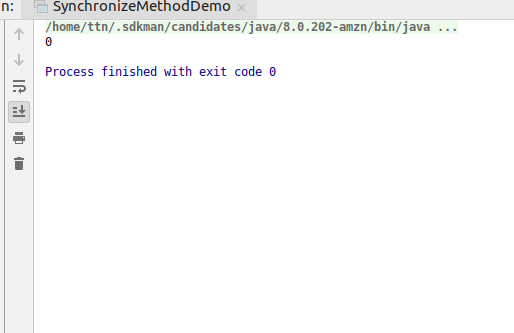 n: SynchronizeMethodDemo ×
/home/ttn/.sdkman/candidates/java/8.0.202-amzn/bin/java ...
0
Process finished with exit code 0